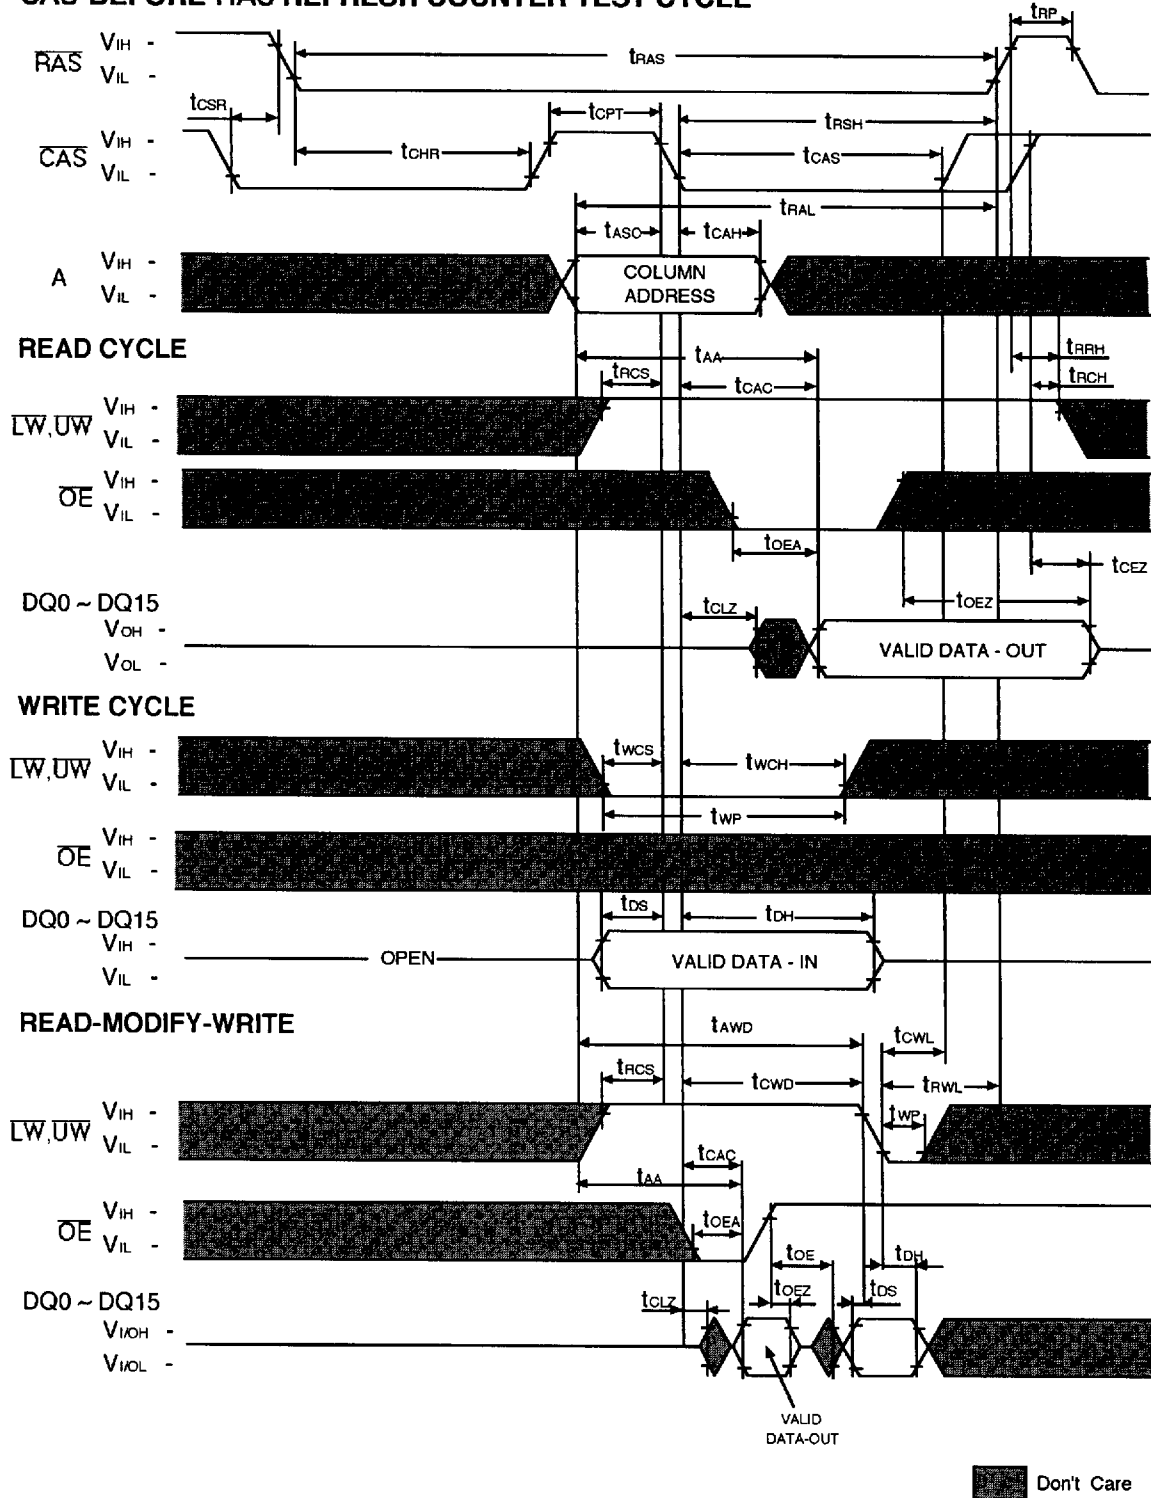 CAS-BEFORE-RAS REFRESH COUNTER TEST CYCLE
tRP
RAS
VIH -
VIL -
tRAS
tCSR
tCPT
tRSH
CAS
VIH -
VIL -
tCHR
tCAS
tRAL
tASC
tCAH
A
VIH -
VIL -
COLUMN
ADDRESS
READ CYCLE
tAA
tRRH
tRCS
tCAC
tRCH
LW,UW
VIH -
VIL -
OE
VIH -
VIL -
tOEA
tCEZ
tOEZ
DQ0 ~ DQ15
tCLZ
VOH -
VOL -
VALID DATA - OUT
WRITE CYCLE
LW,UW
VIH -
VIL -
tWCS
tWCH
tWP
OE
VIH -
VIL -
DQ0 ~ DQ15
tDS
tDH
VIH -
VIL -
OPEN
VALID DATA - IN
READ-MODIFY-WRITE
tAWD
tCWL
tRCS
tCWD
tRWL
LW,UW
VIH -
VIL -
tWP
tCAC
tAA
OE
VIH -
VIL -
tOEA
tOE
tDH
DQ0 ~ DQ15
tCLZ
tOEZ
tDS
VI/OH -
VI/OL -
VALID
DATA-OUT
Don't Care